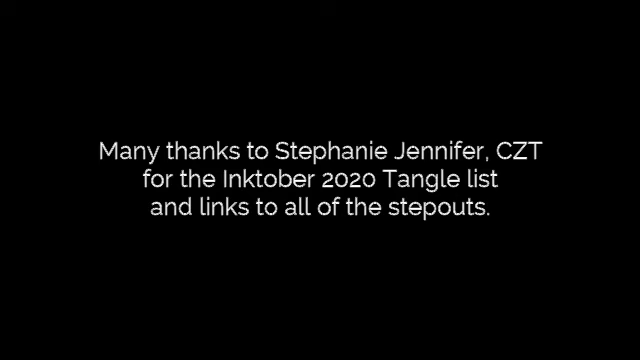 Many thanks to Stephanie Jennifer, CZT
for the Inktober 2020 Tangle list
and links to all of the stepouts.